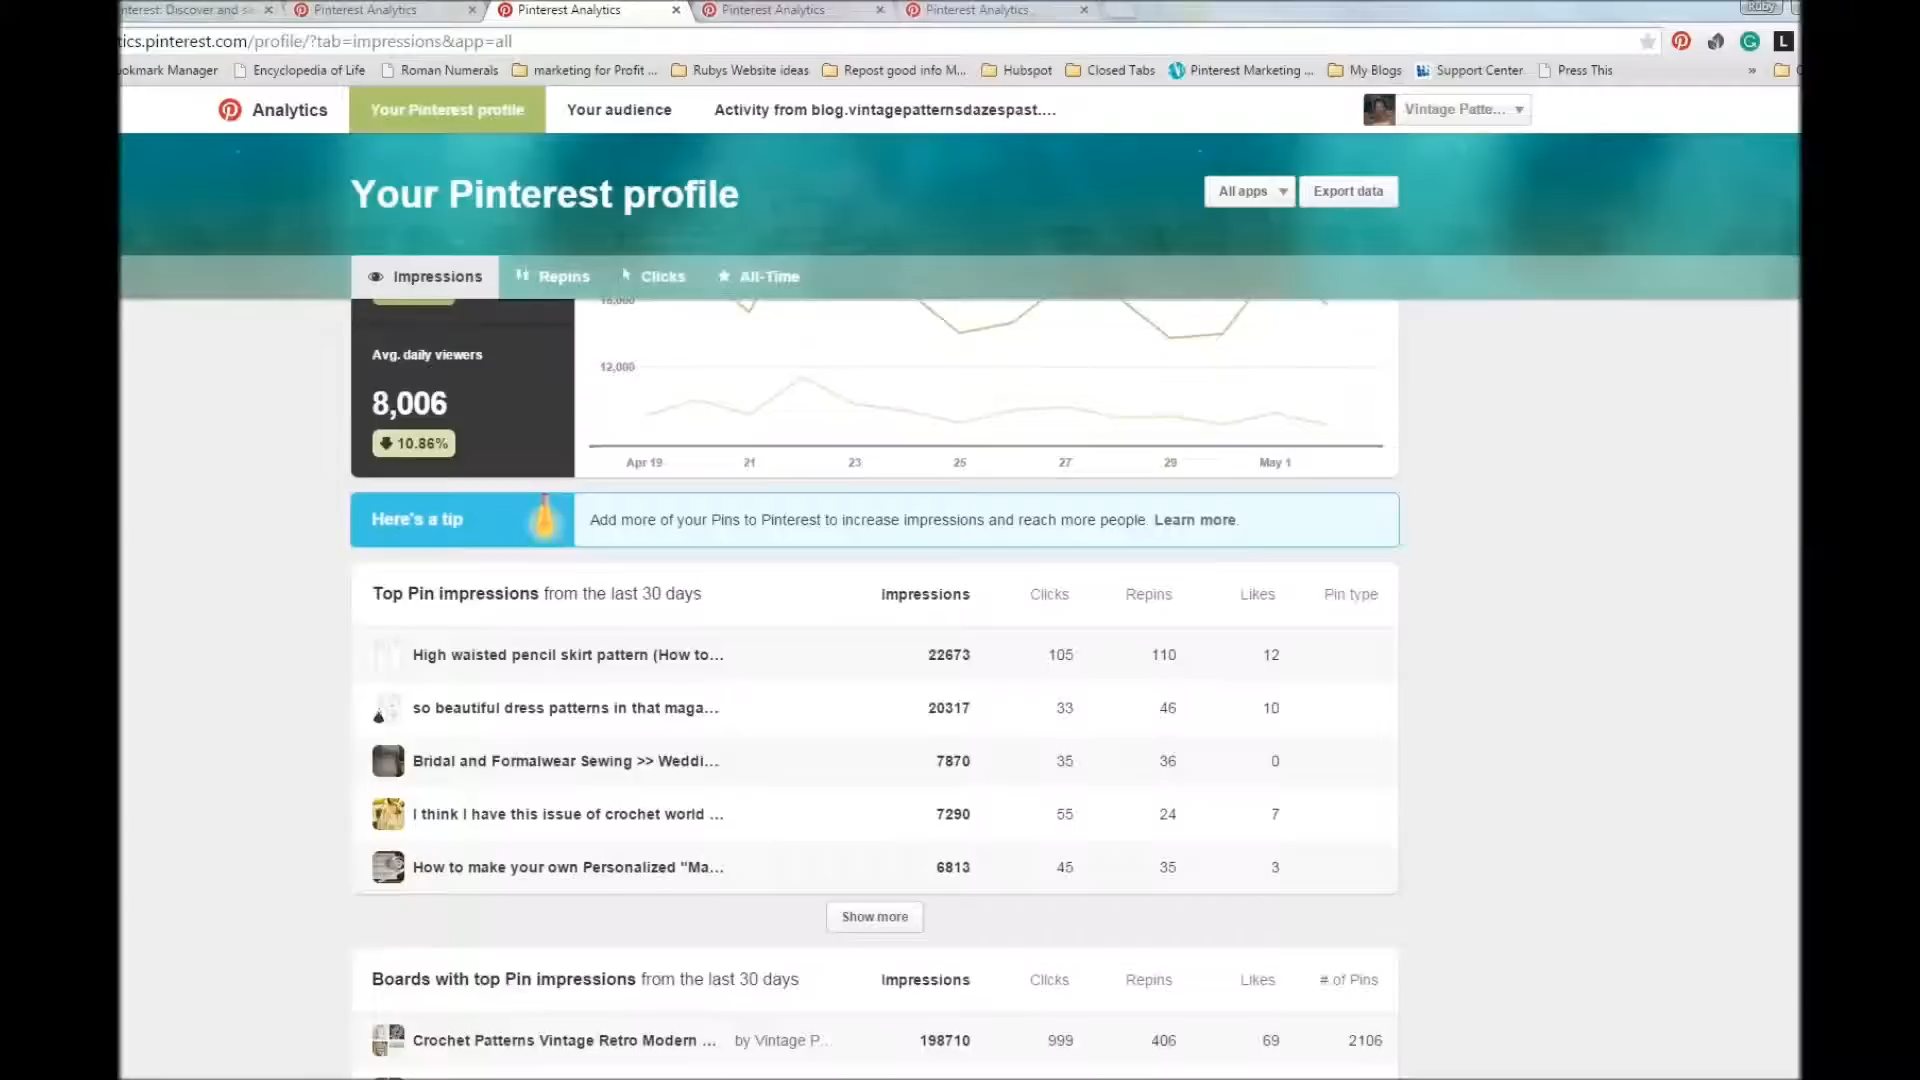 Pinterest: Discover and s
Pinterest Analytics
Pinterest Analytics
Pinterest Analytics
Pinterest Analytics
Ruby
tics.pinterest.com/profile/?tab=impressions&app=all
ookmark Manager
Encyclopedia of Life
Roman Numerals
marketing for Profit ...
Rubys Website ideas
Repost good info M...
Hubspot
Closed Tabs
Pinterest Marketing ...
My Blogs
Support Center
Press This
»
Analytics
Your Pinterest profile
Your audience
Activity from blog.vintagepatternsdazespast....
Vintage Patte...
Your Pinterest profile
All apps
Export data
Impressions
Repins
Clicks
All-Time
16,000
Avg. daily viewers
12,000
8,006
10.86%
Apr 19 21 23 25 27 29 May 1
Here's a tip
Add more of your Pins to Pinterest to increase impressions and reach more people. Learn more.
Top Pin impressions from the last 30 days Impressions Clicks Repins Likes Pin type
High waisted pencil skirt pattern (How to... 22673 105 110 12
so beautiful dress patterns in that maga... 20317 33 46 10
Bridal and Formalwear Sewing >> Weddi... 7870 35 36 0
I think I have this issue of crochet world ... 7290 55 24 7
How to make your own Personalized "Ma... 6813 45 35 3
Show more
Boards with top Pin impressions from the last 30 days Impressions Clicks Repins Likes # of Pins
Crochet Patterns Vintage Retro Modern ... by Vintage P... 198710 999 406 69 2106